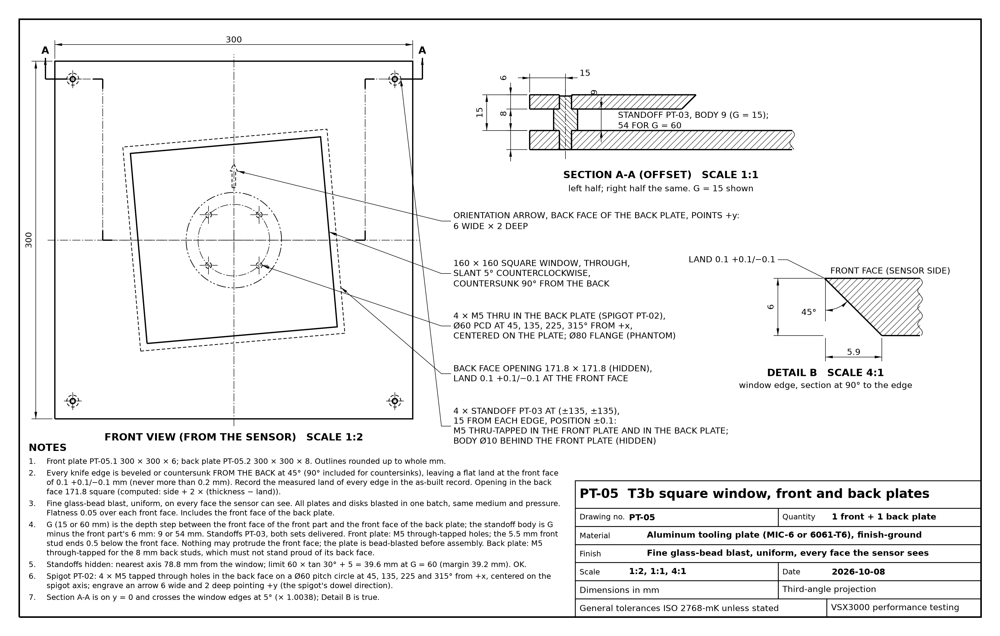 300
A
A
300
FRONT VIEW (FROM THE SENSOR)   SCALE 1:2
15
6
9
15
8
STANDOFF PT-03, BODY 9 (G = 15);
54 FOR G = 60
SECTION A-A (OFFSET)   SCALE 1:1
left half; right half the same. G = 15 shown
ORIENTATION ARROW, BACK FACE OF THE BACK PLATE, POINTS +y:
6 WIDE × 2 DEEP
160 × 160 SQUARE WINDOW, THROUGH,
SLANT 5° COUNTERCLOCKWISE,
COUNTERSUNK 90° FROM THE BACK
4 × M5 THRU IN THE BACK PLATE (SPIGOT PT-02),
Ø60 PCD AT 45, 135, 225, 315° FROM +x,
CENTERED ON THE PLATE; Ø80 FLANGE (PHANTOM)
BACK FACE OPENING 171.8 × 171.8 (HIDDEN),
LAND 0.1 +0.1/−0.1 AT THE FRONT FACE
4 × STANDOFF PT-03 AT (±135, ±135),
15 FROM EACH EDGE, POSITION ±0.1:
M5 THRU-TAPPED IN THE FRONT PLATE AND IN THE BACK PLATE;
BODY Ø10 BEHIND THE FRONT PLATE (HIDDEN)
LAND 0.1 +0.1/−0.1
FRONT FACE (SENSOR SIDE)
6
45°
5.9
DETAIL B   SCALE 4:1
window edge, section at 90° to the edge
NOTES
1. Front plate PT-05.1 300 × 300 × 6; back plate PT-05.2 300 × 300 × 8. Outlines rounded up to whole mm.
2. Every knife edge is beveled or countersunk FROM THE BACK at 45° (90° included for countersinks), leaving a flat land at the front face
of 0.1 +0.1/−0.1 mm (never more than 0.2 mm). Record the measured land of every edge in the as-built record. Opening in the back
face 171.8 square (computed: side + 2 × (thickness − land)).
3. Fine glass-bead blast, uniform, on every face the sensor can see. All plates and disks blasted in one batch, same medium and pressure.
Flatness 0.05 over each front face. Includes the front face of the back plate.
4. G (15 or 60 mm) is the depth step between the front face of the front part and the front face of the back plate; the standoff body is G
minus the front part's 6 mm: 9 or 54 mm. Standoffs PT-03, both sets delivered. Front plate: M5 through-tapped holes; the 5.5 mm front
stud ends 0.5 below the front face. Nothing may protrude the front face; the plate is bead-blasted before assembly. Back plate: M5
through-tapped for the 8 mm back studs, which must not stand proud of its back face.
5. Standoffs hidden: nearest axis 78.8 mm from the window; limit 60 × tan 30° + 5 = 39.6 mm at G = 60 (margin 39.2 mm). OK.
6. Spigot PT-02: 4 × M5 tapped through holes in the back face on a Ø60 pitch circle at 45, 135, 225 and 315° from +x, centered on the
spigot axis; engrave an arrow 6 wide and 2 deep pointing +y (the spigot's dowel direction).
7. Section A-A is on y = 0 and crosses the window edges at 5° (× 1.0038); Detail B is true.
PT-05  T3b square window, front and back plates
Drawing no. PT-05
Quantity 1 front + 1 back plate
Material Aluminum tooling plate (MIC-6 or 6061-T6), finish-ground
Finish Fine glass-bead blast, uniform, every face the sensor sees
Scale 1:2, 1:1, 4:1
Date 2026-10-08
Dimensions in mm
Third-angle projection
General tolerances ISO 2768-mK unless stated
VSX3000 performance testing